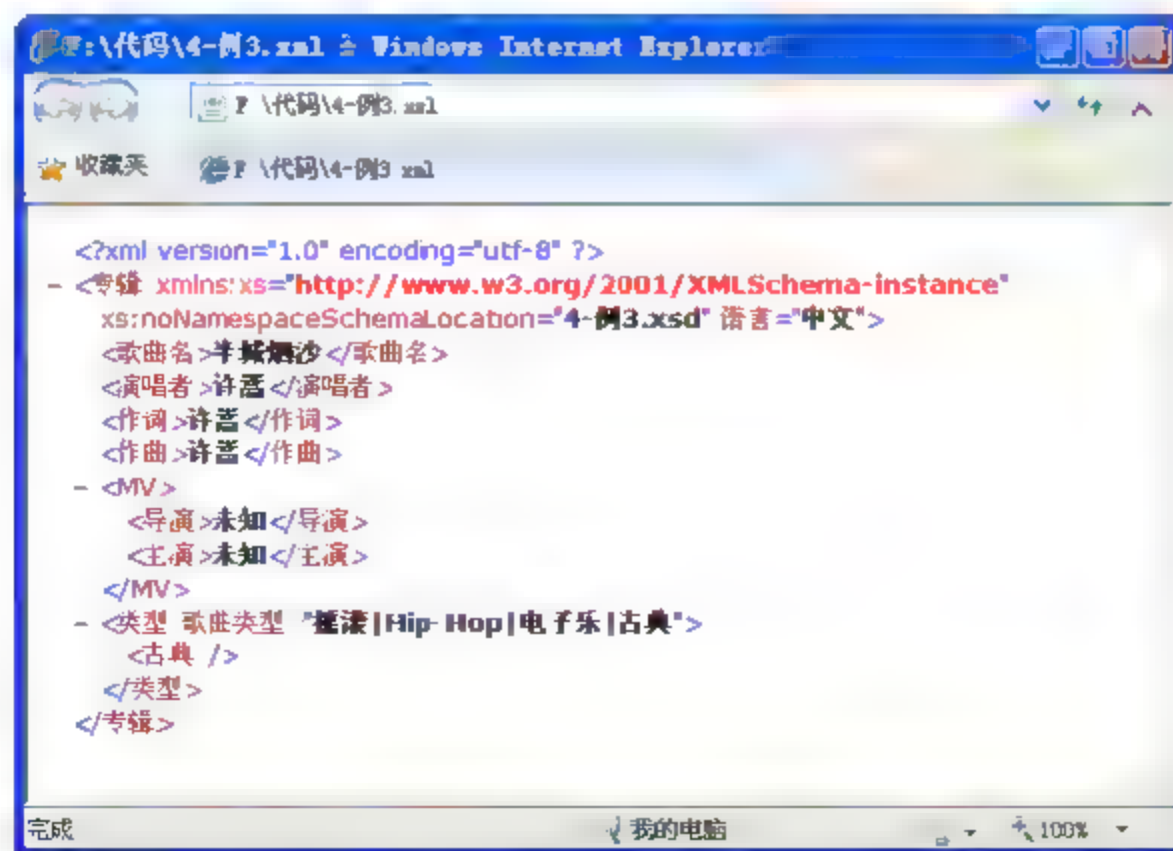 F:\代码\4-例3.xml - Windows Internet Explorer
F \代码\4-例3.xml
收藏夹 F \代码\4-例3 xml
<?xml version="1.0" encoding="utf-8" ?>
- <专辑 xmlns:xs="http://www.w3.org/2001/XMLSchema-instance"
xs:noNamespaceSchemaLocation="4-例3.xsd" 语言="中文">
<歌曲名>半城烟沙</歌曲名>
<演唱者>许嵩</演唱者>
<作词>许嵩</作词>
<作曲>许嵩</作曲>
- <MV>
<导演>未知</导演>
<主演>未知</主演>
</MV>
- <类型 歌曲类型 "摇滚|Hip-Hop|电子乐|古典">
<古典 />
</类型>
</专辑>
完成 我的电脑 100%